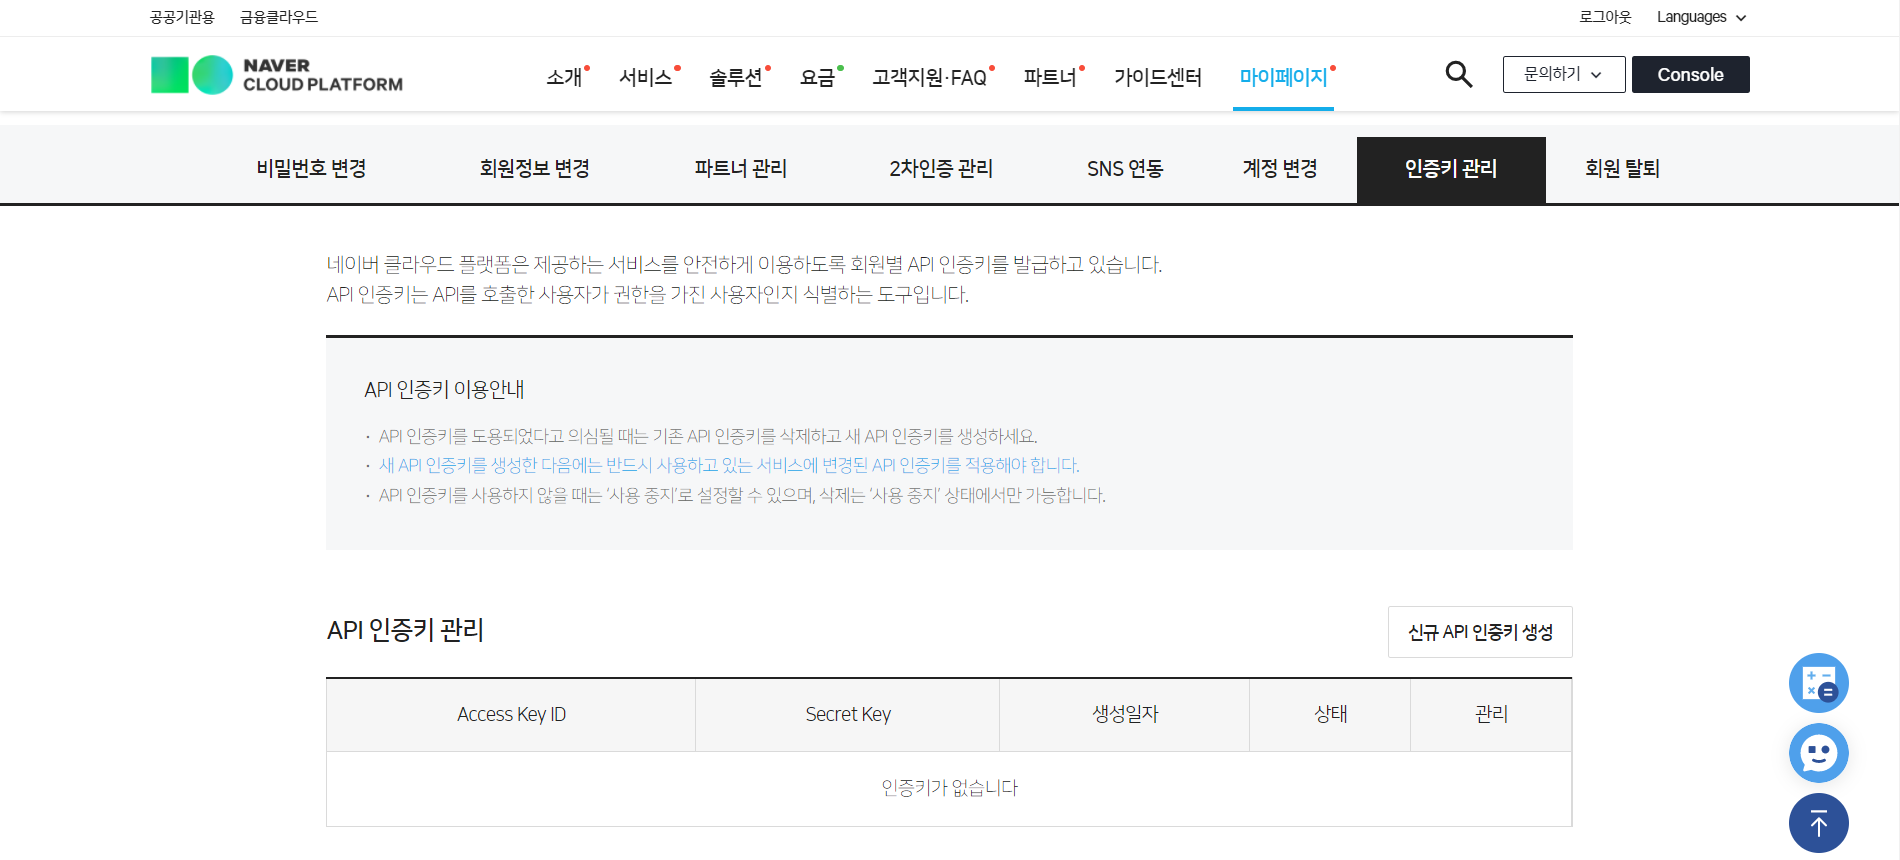 공공기관용 금융클라우드 로그아웃 Languages
NAVER
CLOUD PLATFORM
소개 서비스 솔루션 요금 고객지원·FAQ 파트너 가이드센터 마이페이지 문의하기 Console
비밀번호 변경 회원정보 변경 파트너 관리 2차인증 관리 SNS 연동 계정 변경 인증키 관리 회원 탈퇴
네이버 클라우드 플랫폼은 제공하는 서비스를 안전하게 이용하도록 회원별 API 인증키를 발급하고 있습니다.
API 인증키는 API를 호출한 사용자가 권한을 가진 사용자인지 식별하는 도구입니다.
API 인증키 이용안내
· API 인증키를 도용되었다고 의심될 때는 기존 API 인증키를 삭제하고 새 API 인증키를 생성하세요.
· 새 API 인증키를 생성한 다음에는 반드시 사용하고 있는 서비스에 변경된 API 인증키를 적용해야 합니다.
· API 인증키를 사용하지 않을 때는 ‘사용 중지’로 설정할 수 있으며, 삭제는 ‘사용 중지’ 상태에서만 가능합니다.
API 인증키 관리 신규 API 인증키 생성
Access Key ID Secret Key 생성일자 상태 관리
인증키가 없습니다